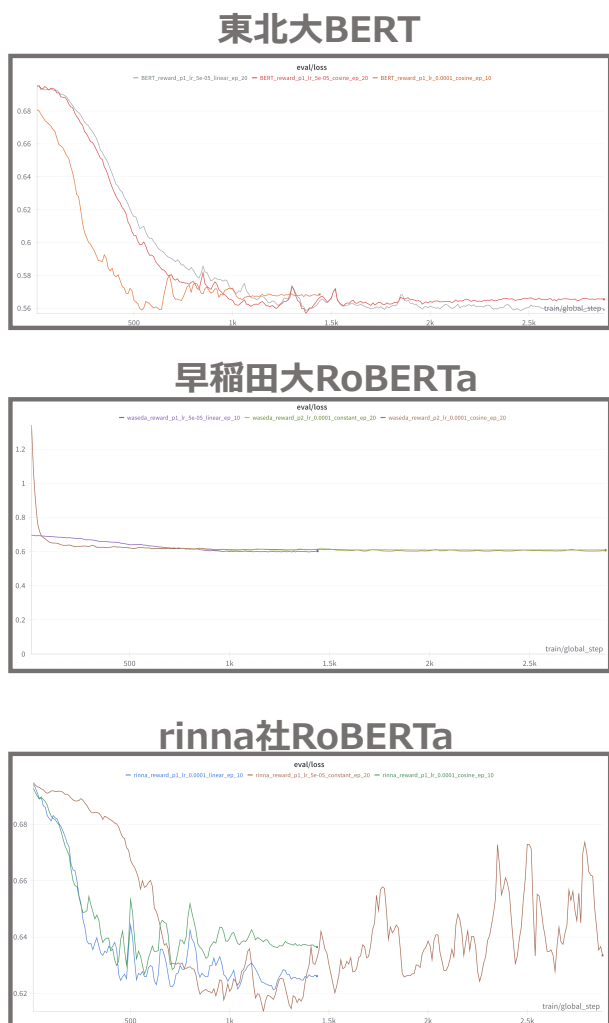 東北大BERT
eval/loss
BERT_reward_p1_lr_5e-05_linear_ep_20 BERT_reward_p1_lr_5e-05_cosine_ep_20 BERT_reward_p1_lr_0.0001_cosine_ep_10
0.68
0.66
0.64
0.62
0.6
0.58
0.56
train/global_step
500 1k 1.5k 2k 2.5k
早稲田大RoBERTa
eval/loss
waseda_reward_p1_lr_5e-05_linear_ep_10 waseda_reward_p2_lr_0.0001_constant_ep_20 waseda_reward_p2_lr_0.0001_cosine_ep_20
1.2
1
0.8
0.6
0.4
0.2
0
train/global_step
500 1k 1.5k 2k 2.5k
rinna社RoBERTa
eval/loss
rinna_reward_p1_lr_0.0001_linear_ep_10 rinna_reward_p1_lr_5e-05_constant_ep_20 rinna_reward_p1_lr_0.0001_cosine_ep_10
0.68
0.66
0.64
0.62
train/global_step
500 1k 1.5k 2k 2.5k